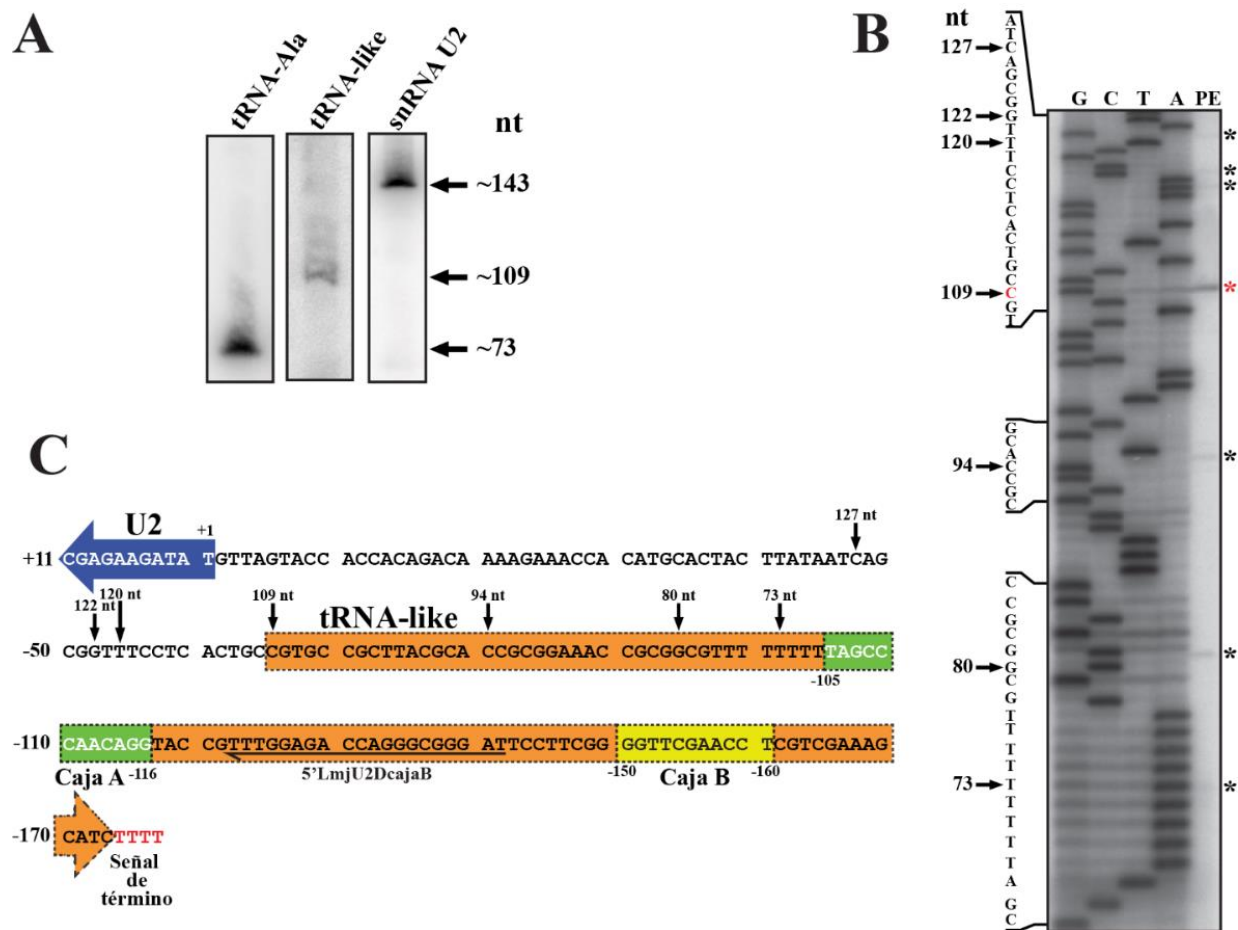 A
tRNA-Ala
tRNA-like
snRNA U2
nt
~143
~109
~73
B
nt
G C T A PE
A
T
127 C
A
G
C
G
122 G
T
120 T
T
C
C
T
C
A
C
T
G
C
109 C
G
T
G
C
A
C
94 C
G
C
C
C
G
C
G
80 G
C
G
T
T
T
T
T
73 T
T
T
T
T
A
G
C
*
*
*
*
*
*
*
C
U2 +1 127 nt
+11 CGAGAAGATA TGTTAGTACC ACCACAGACA AAAGAAACCA CATGCACTAC TTATAATCAG
122 nt 120 nt 109 nt tRNA-like 94 nt 80 nt 73 nt
-50 CGGTTTCCTC ACTGCCGTGC CGCTTACGCA CCGCGGAAAC CGCGGCGTTTT TTTTTTAGCC
-105
-110 CAACAGGTAC CGTTTGGAGA CCAGGGCGGG ATTCCTTCGG GGTTCGAACC TCGTCGAAAG
Caja A -116 5'LmjU2DcajaB -150 Caja B -160
-170 CATCTTTT
Señal
de
término